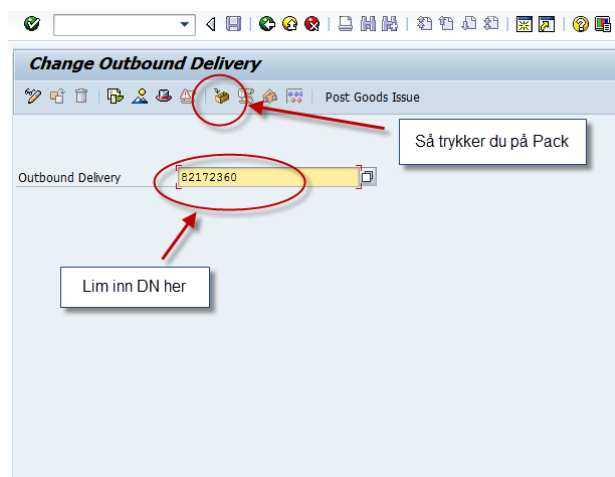 Change Outbound Delivery
Post Goods Issue
Så trykker du på Pack
Outbound Delivery
82172360
Lim inn DN her